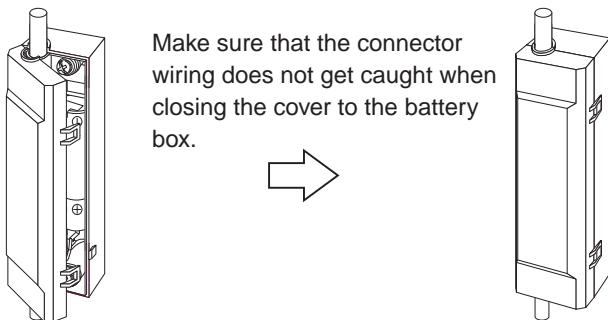 Make sure that the connector
wiring does not get caught when
closing the cover to the battery
box.